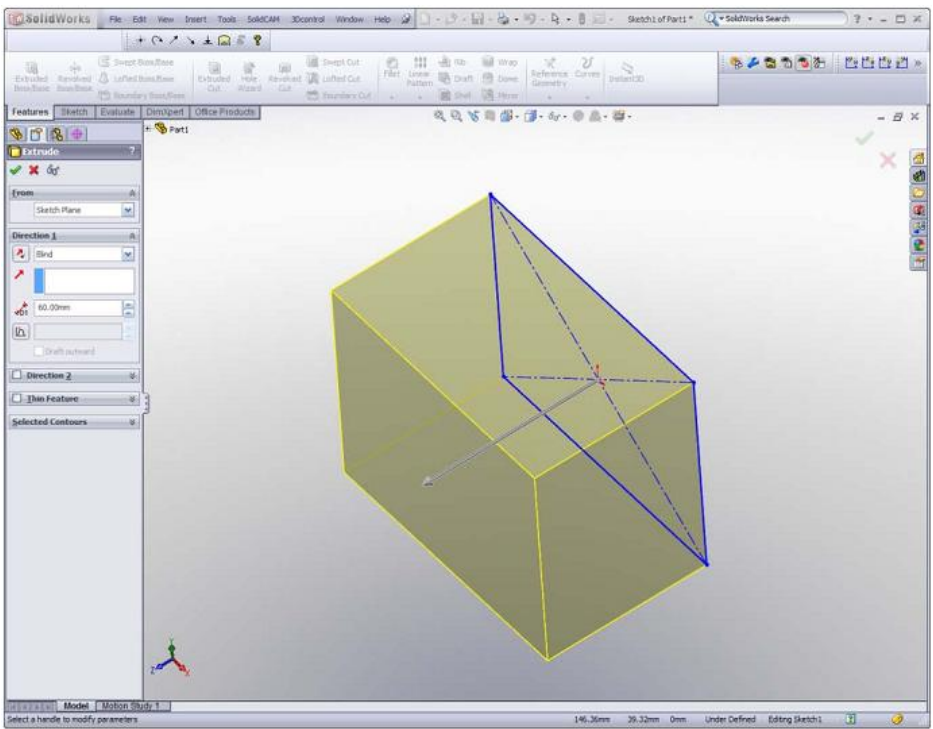 SolidWorks File Edit View Insert Tools SolidCAM 3Dcontrol Window Help Sketch1 of Part1 * SolidWorks Search
Extruded Boss/Base Revolved Boss/Base Swept Boss/Base Lofted Boss/Base Boundary Boss/Base Extruded Cut Hole Wizard Revolved Cut Swept Cut Lofted Cut Boundary Cut Fillet Linear Pattern Rib Draft Shell Wrap Dome Mirror Reference Geometry Curves Instant3D
Features Sketch Evaluate DimXpert Office Products
Part1
Extrude ?
From
Sketch Plane
Direction 1
Blind
60.00mm
Draft outward
Direction 2
Thin Feature
Selected Contours
Y
Z X
Model Motion Study 1
Select a handle to modify parameters 146.36mm 39.32mm 0mm Under Defined Editing Sketch1